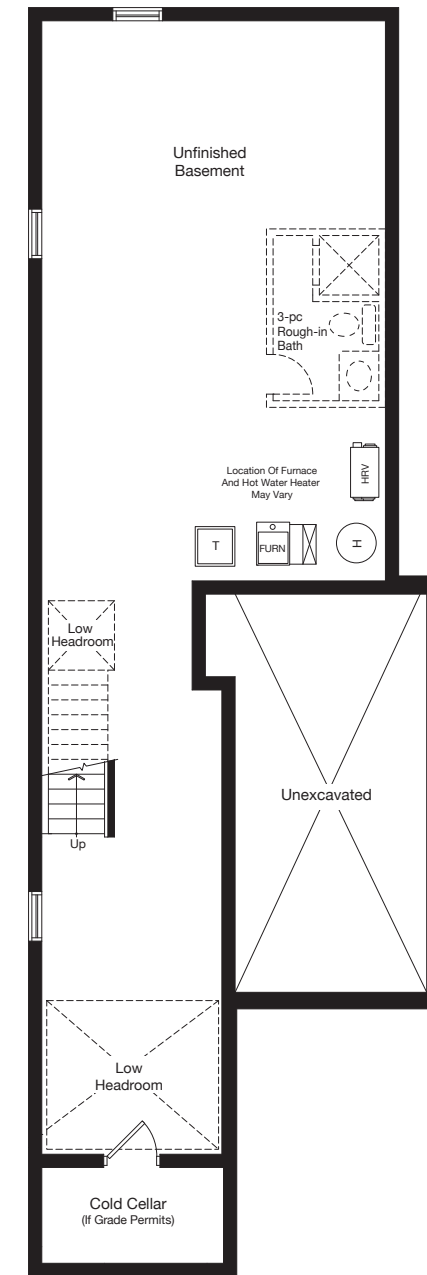 Unfinished
Basement
3-pc
Rough-in
Bath
Location Of Furnace
And Hot Water Heater
May Vary
HRV
T
FURN
H
Low
Headroom
Unexcavated
Up
Low
Headroom
Cold Cellar
(If Grade Permits)